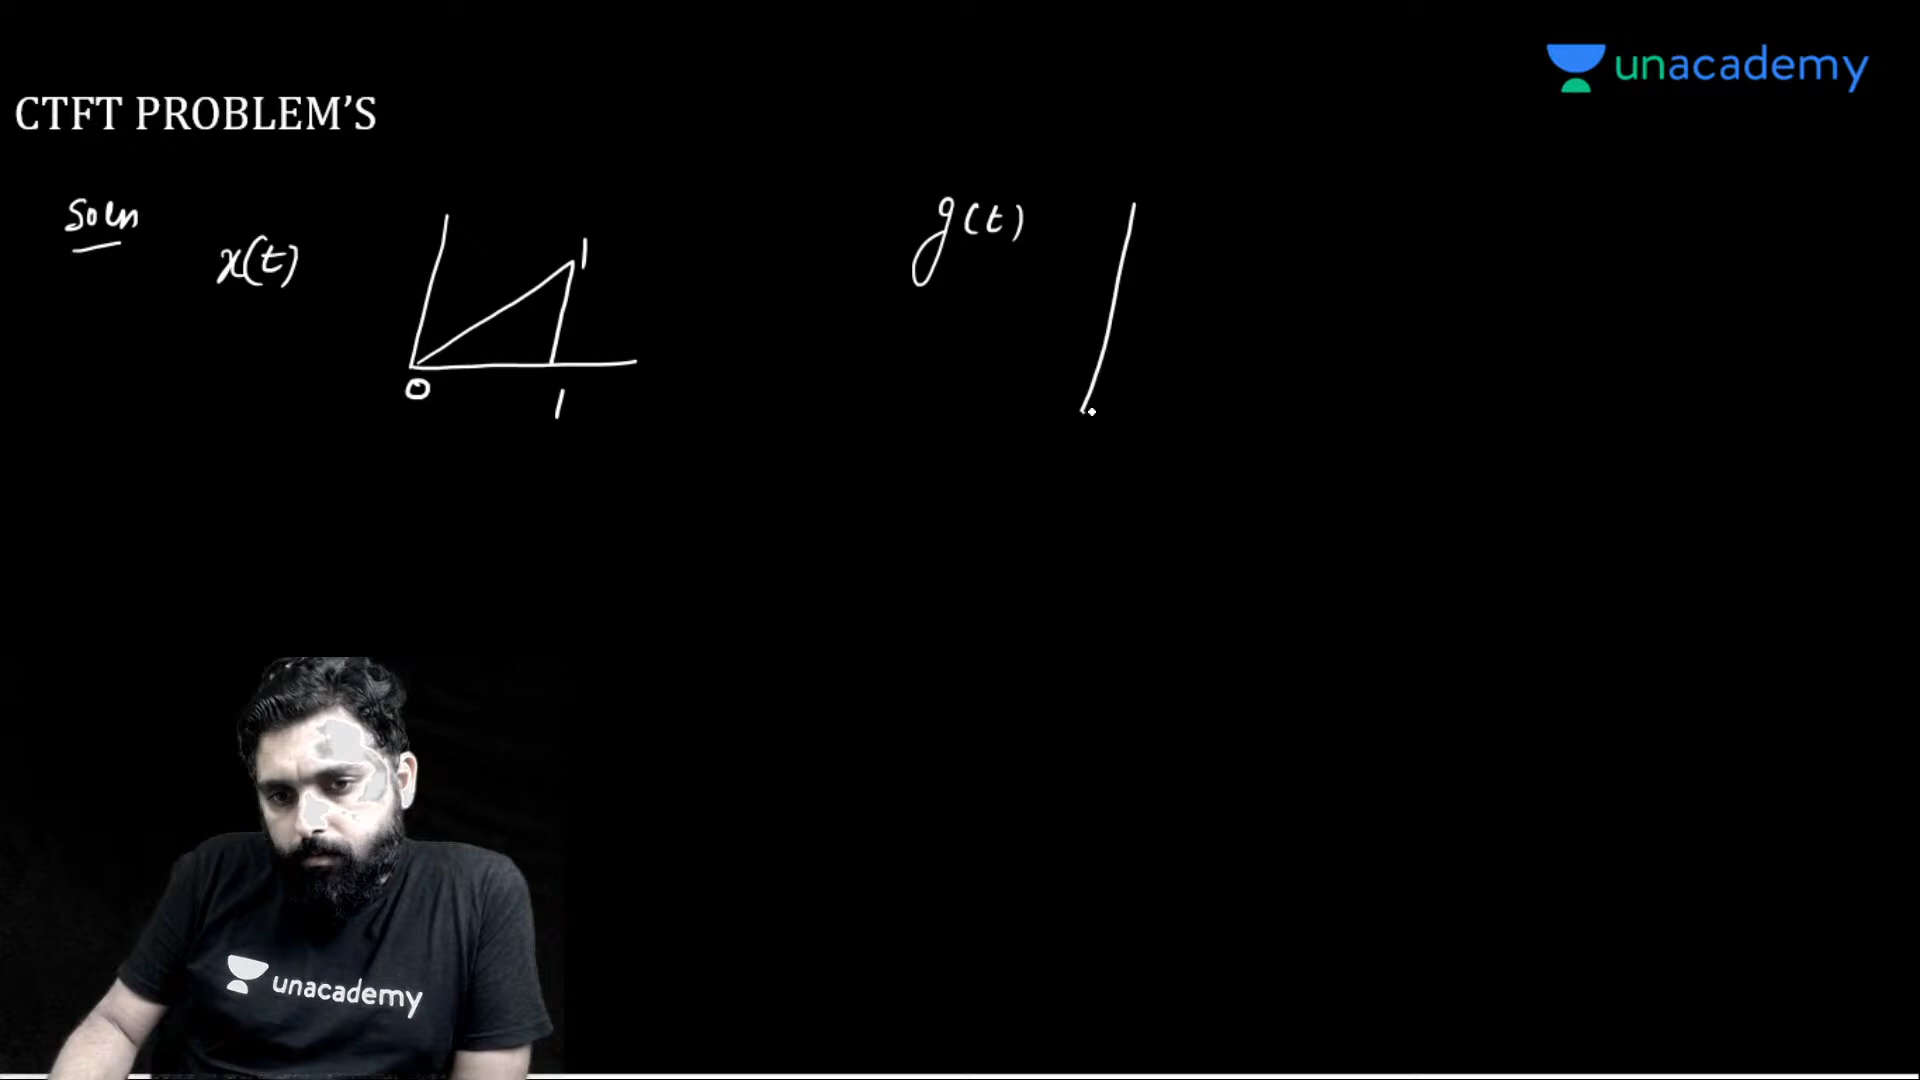 unacademy
CTFT PROBLEM'S
Soln
x(t)
1
0
1
g(t)
unacademy